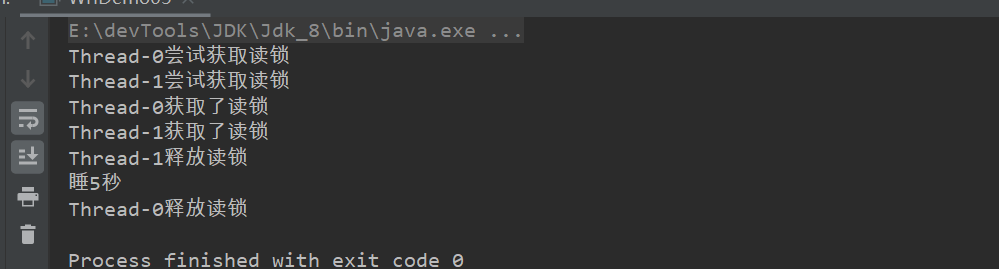 E:\devTools\JDK\Jdk_8\bin\java.exe ...
Thread-0尝试获取读锁
Thread-1尝试获取读锁
Thread-0获取了读锁
Thread-1获取了读锁
Thread-1释放读锁
睡5秒
Thread-0释放读锁
Process finished with exit code 0